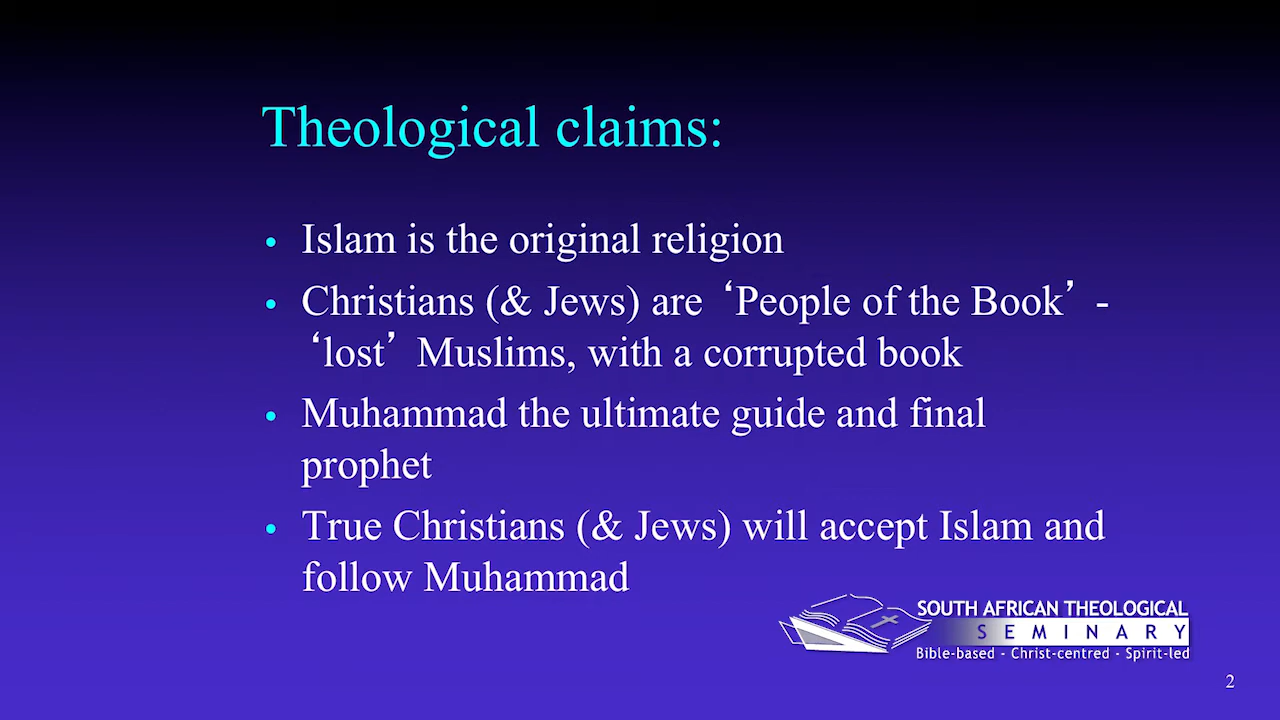 Theological claims:
• Islam is the original religion
• Christians (& Jews) are ‘People of the Book’ -
‘lost’ Muslims, with a corrupted book
• Muhammad the ultimate guide and final
prophet
• True Christians (& Jews) will accept Islam and
follow Muhammad
SOUTH AFRICAN THEOLOGICAL
SEMINARY
Bible-based - Christ-centred - Spirit-led
2